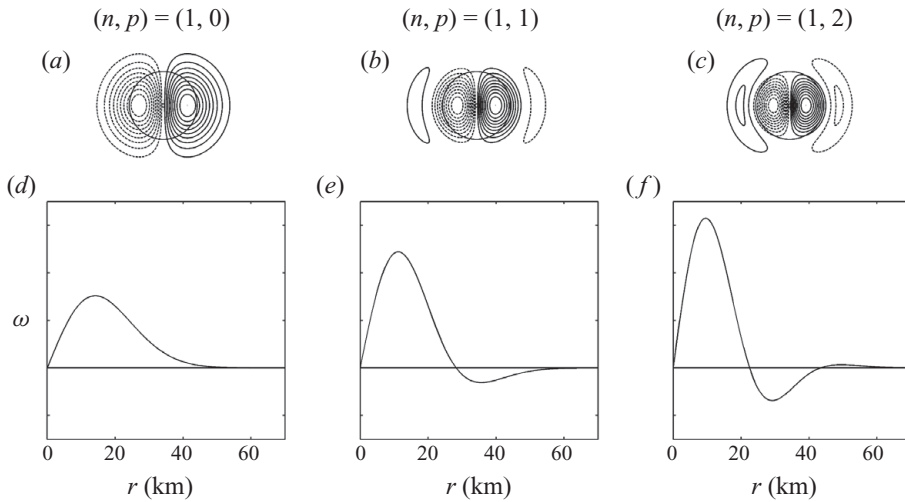 (n, p) = (1, 0) (n, p) = (1, 1) (n, p) = (1, 2)
(a) (b) (c)
(d) (e) (f)
ω
0 20 40 60 0 20 40 60 0 20 40 60
r (km) r (km) r (km)